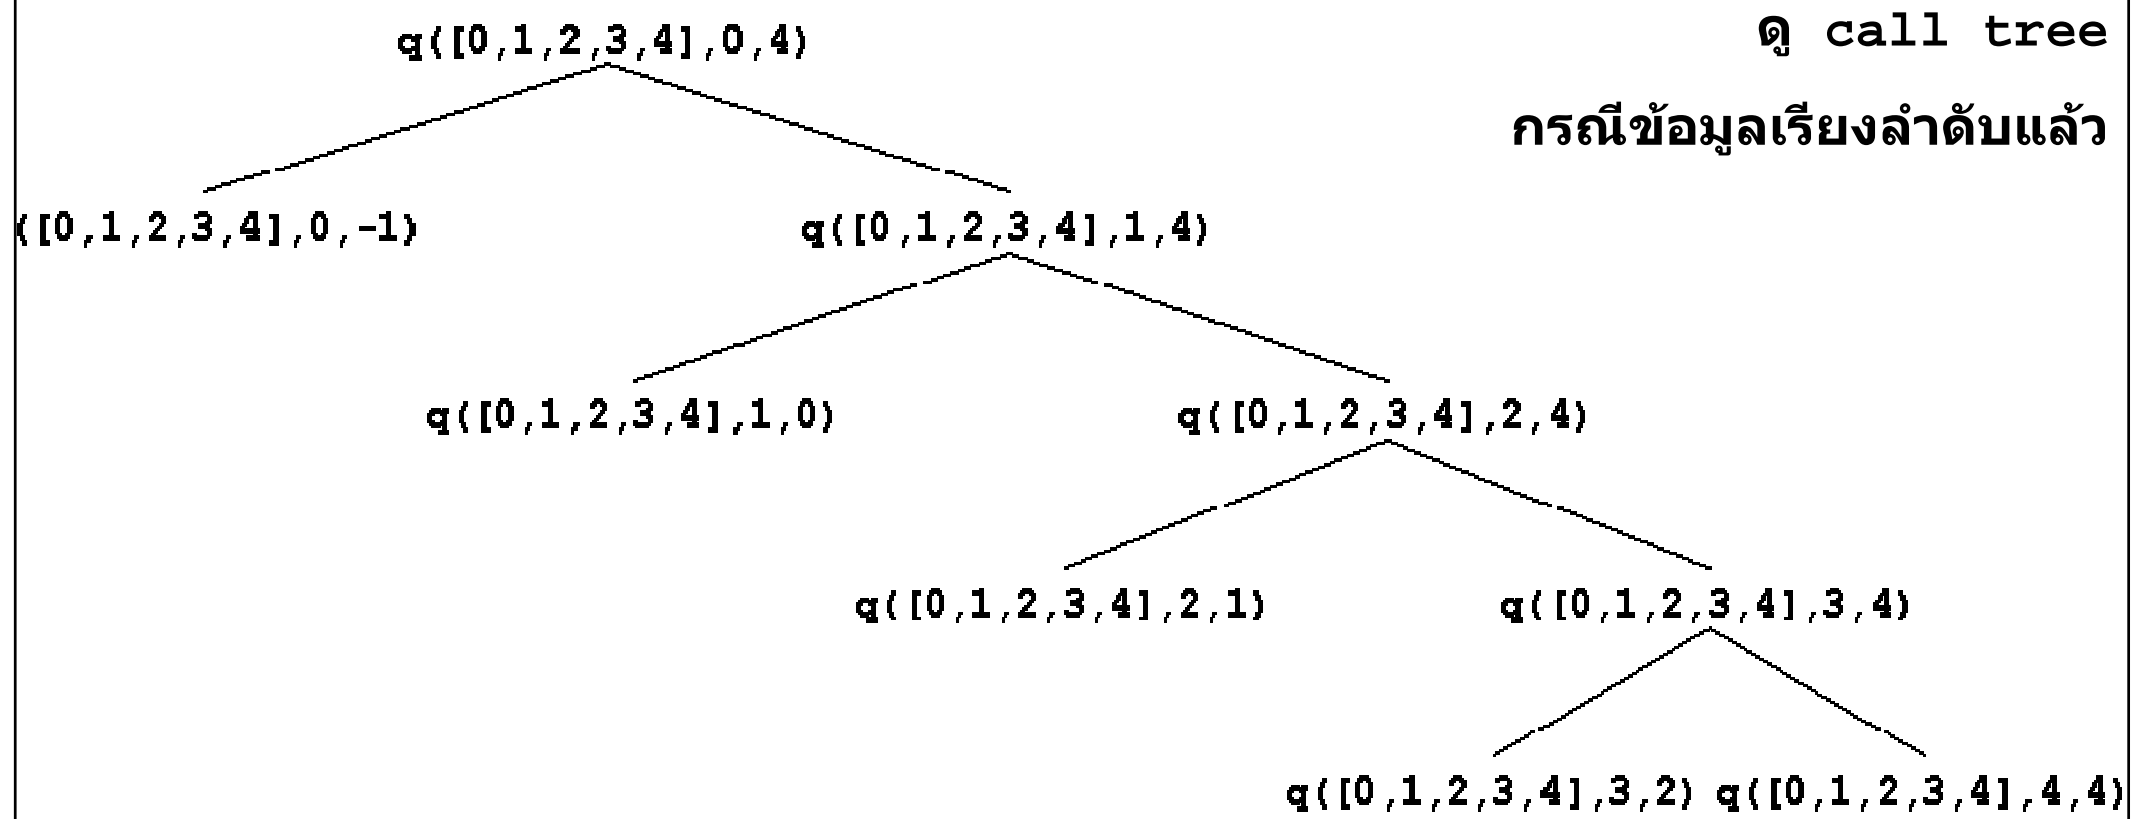 ดู call tree
กรณีข้อมูลเรียงลำดับแล้ว
q([0,1,2,3,4],0,4)
([0,1,2,3,4],0,-1) q([0,1,2,3,4],1,4)
q([0,1,2,3,4],1,0) q([0,1,2,3,4],2,4)
q([0,1,2,3,4],2,1) q([0,1,2,3,4],3,4)
q([0,1,2,3,4],3,2) q([0,1,2,3,4],4,4)